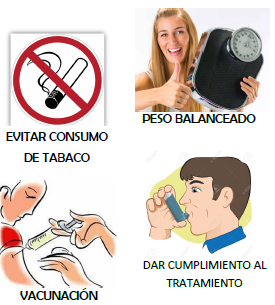 EVITAR CONSUMO
DE TABACO
PESO BALANCEADO
VACUNACIÓN
DAR CUMPLIMIENTO AL
TRATAMIENTO